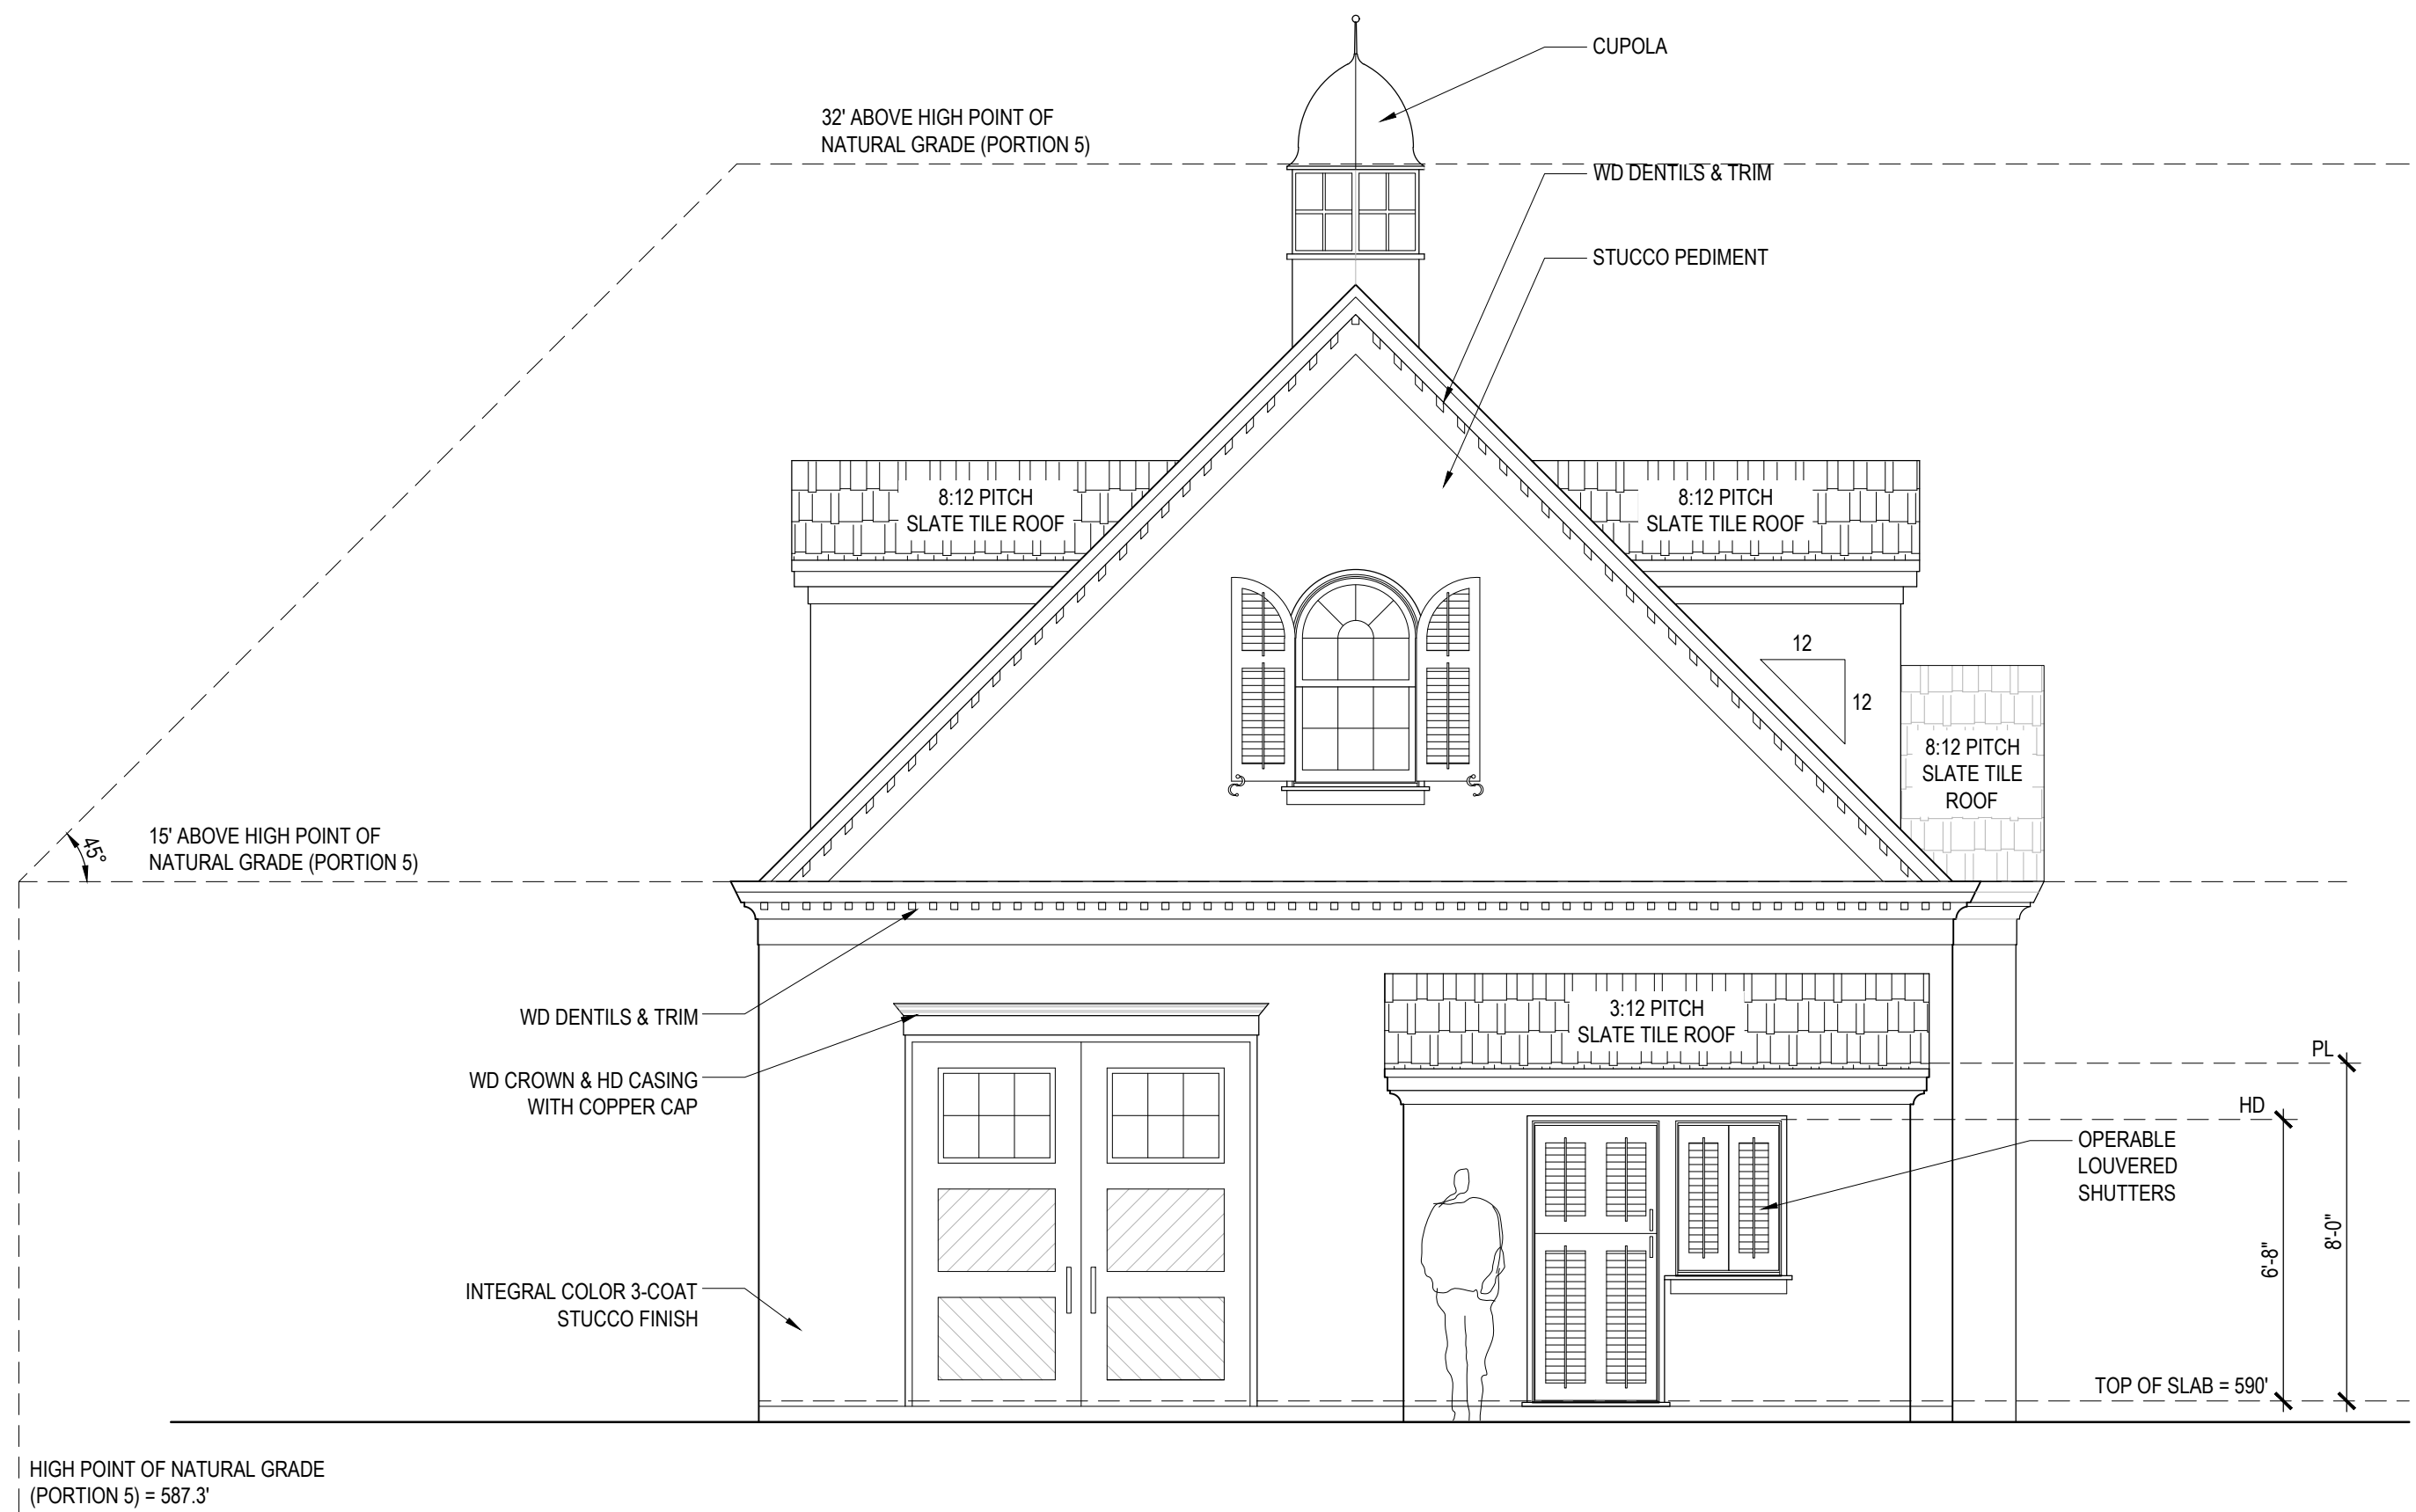 CUPOLA
32' ABOVE HIGH POINT OF
NATURAL GRADE (PORTION 5)
WD DENTILS & TRIM
STUCCO PEDIMENT
8:12 PITCH
SLATE TILE ROOF
8:12 PITCH
SLATE TILE ROOF
12
12
8:12 PITCH
SLATE TILE
ROOF
15' ABOVE HIGH POINT OF
NATURAL GRADE (PORTION 5)
45°
WD DENTILS & TRIM
3:12 PITCH
SLATE TILE ROOF
PL
WD CROWN & HD CASING
WITH COPPER CAP
HD
OPERABLE
LOUVERED
SHUTTERS
6'-8"
8'-0"
INTEGRAL COLOR 3-COAT
STUCCO FINISH
TOP OF SLAB = 590'
HIGH POINT OF NATURAL GRADE
(PORTION 5) = 587.3'